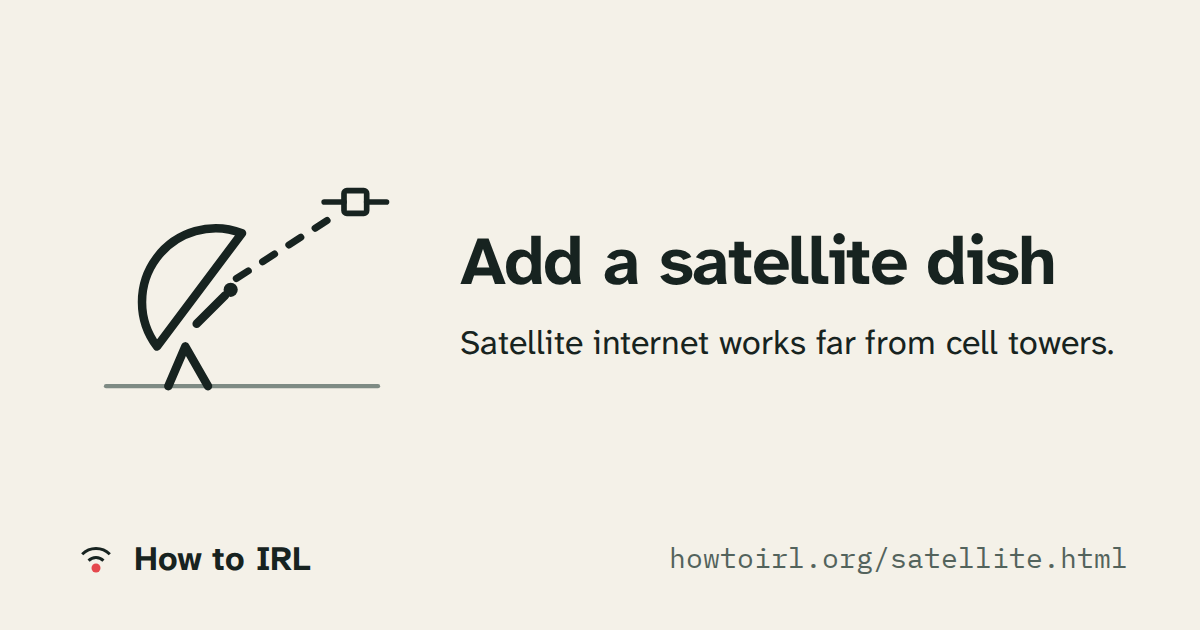 Add a satellite dish
Satellite internet works far from cell towers.
How to IRL
howtoirl.org/satellite.html